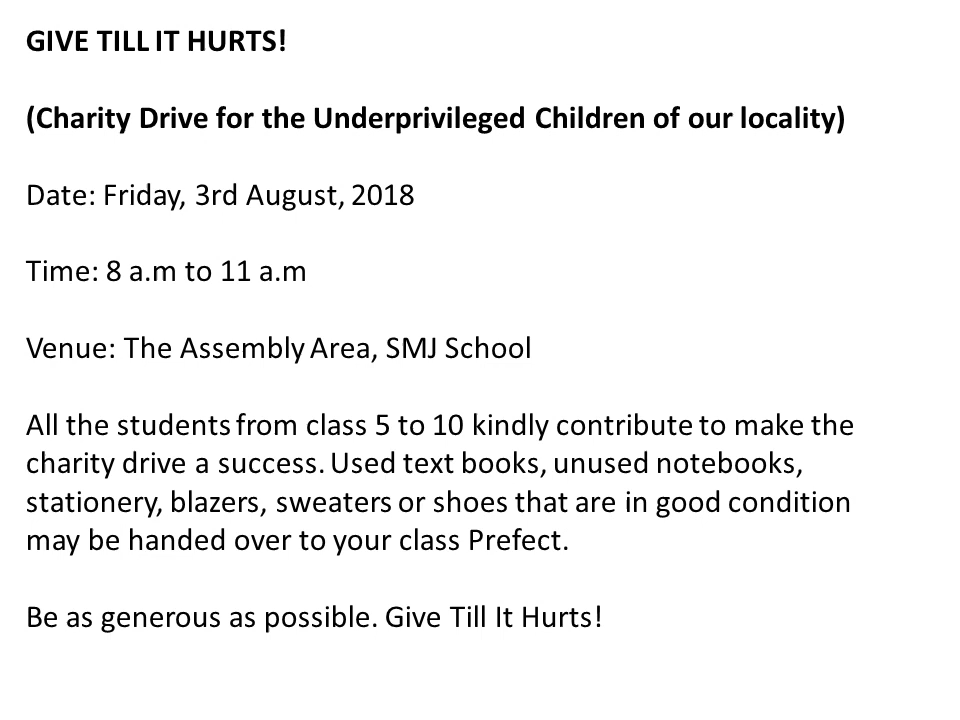 GIVE TILL IT HURTS!
(Charity Drive for the Underprivileged Children of our locality)
Date: Friday, 3rd August, 2018
Time: 8 a.m to 11 a.m
Venue: The Assembly Area, SMJ School
All the students from class 5 to 10 kindly contribute to make the
charity drive a success. Used text books, unused notebooks,
stationery, blazers, sweaters or shoes that are in good condition
may be handed over to your class Prefect.
Be as generous as possible. Give Till It Hurts!